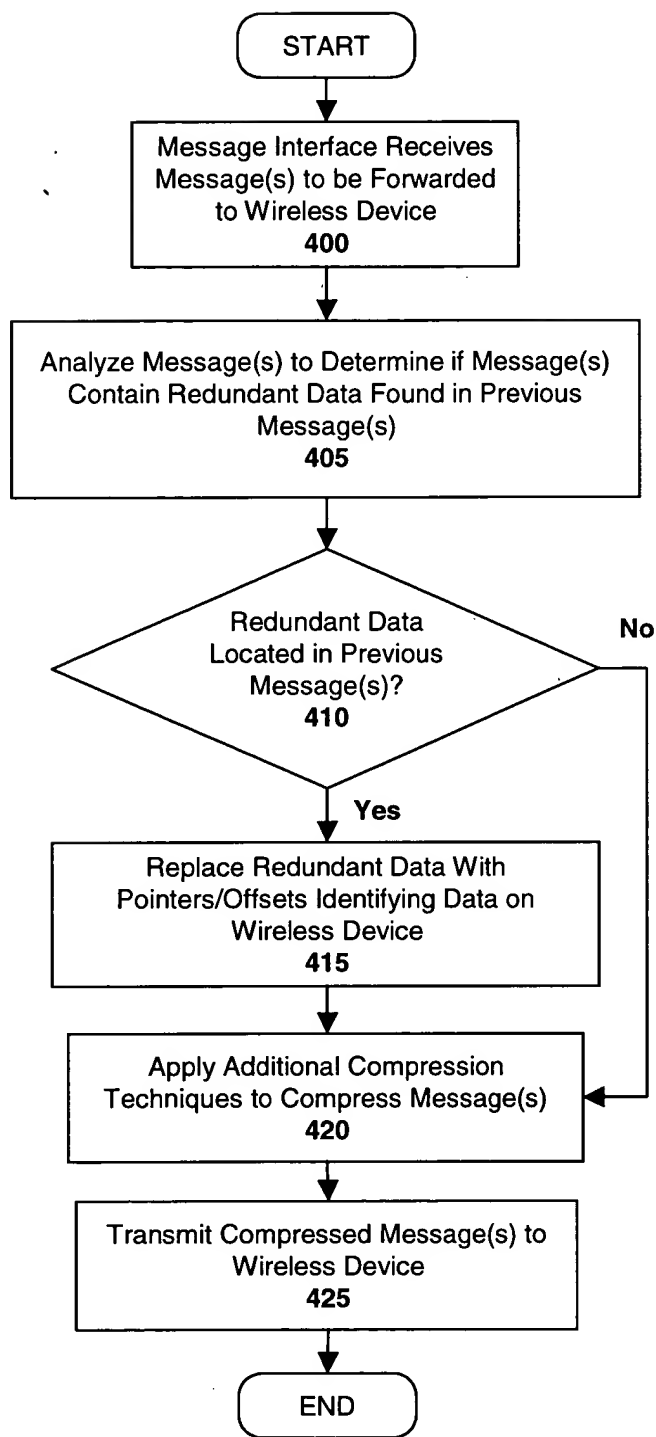 START
Message Interface Receives
Message(s) to be Forwarded
to Wireless Device
400
Analyze Message(s) to Determine if Message(s)
Contain Redundant Data Found in Previous
Message(s)
405
Redundant Data
Located in Previous
Message(s)?
410
No
Yes
Replace Redundant Data With
Pointers/Offsets Identifying Data on
Wireless Device
415
Apply Additional Compression
Techniques to Compress Message(s)
420
Transmit Compressed Message(s) to
Wireless Device
425
END